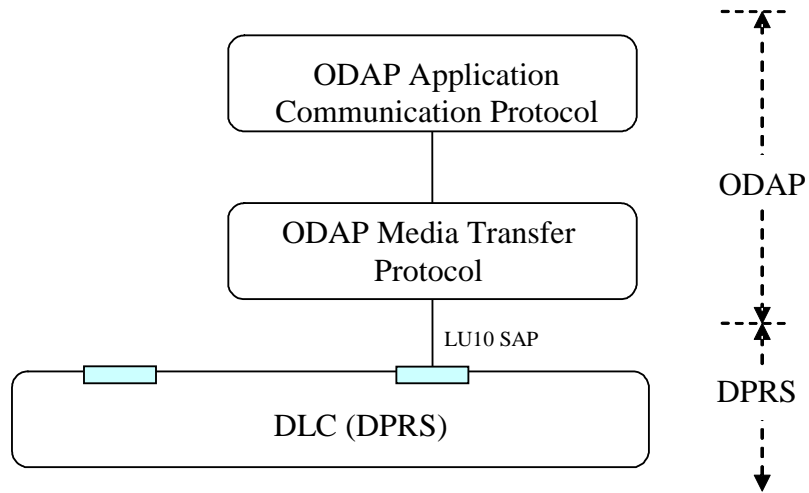 ODAP Application
Communication Protocol
ODAP
ODAP Media Transfer
Protocol
LU10 SAP
DPRS
DLC (DPRS)